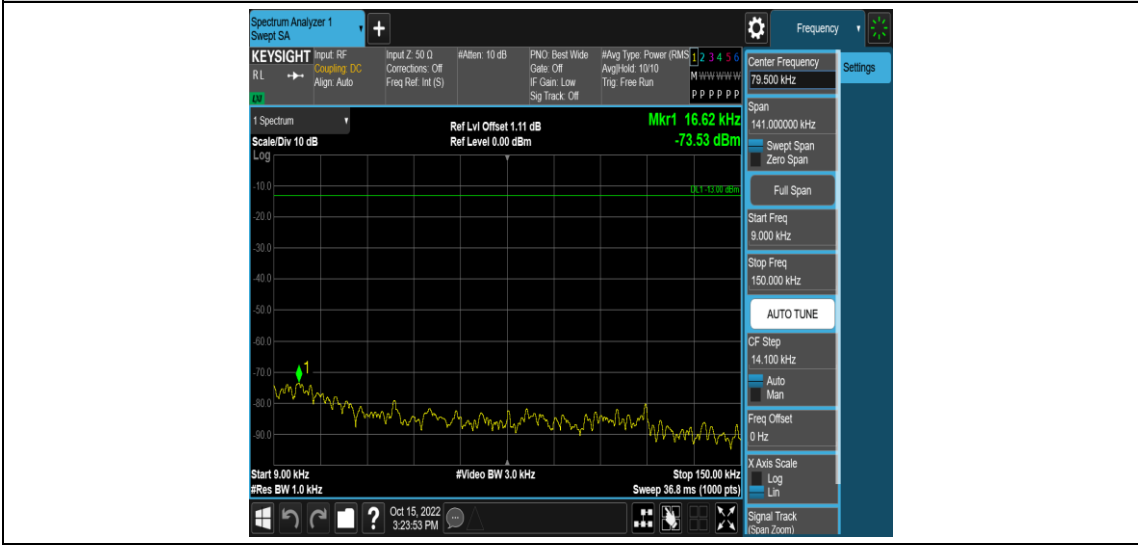 Spectrum Analyzer 1
Swept SA
Frequency
KEYSIGHT
RL
Input: RF
Coupling: DC
Align: Auto
Input Z: 50 Ω
Corrections: Off
Freq Ref: Int (S)
#Atten: 10 dB
PNO: Best Wide
Gate: Off
IF Gain: Low
Sig Track: Off
#Avg Type: Power (RMS
Avg|Hold: 10/10
Trig: Free Run
1 2 3 4 5 6
M W W W W W
P P P P P P
1 Spectrum
Scale/Div 10 dB
Log
Ref Lvl Offset 1.11 dB
Ref Level 0.00 dBm
Mkr1 16.62 kHz
-73.53 dBm
DL1 -13.00 dBm
-10.0
-20.0
-30.0
-40.0
-50.0
-60.0
-70.0
-80.0
-90.0
1
Start 9.00 kHz
#Res BW 1.0 kHz
#Video BW 3.0 kHz
Stop 150.00 kHz
Sweep 36.8 ms (1000 pts)
?
Oct 15, 2022
3:23:53 PM
Center Frequency
79.500 kHz
Settings
Span
141.000000 kHz
Swept Span
Zero Span
Full Span
Start Freq
9.000 kHz
Stop Freq
150.000 kHz
AUTO TUNE
CF Step
14.100 kHz
Auto
Man
Freq Offset
0 Hz
X Axis Scale
Log
Lin
Signal Track
(Span Zoom)